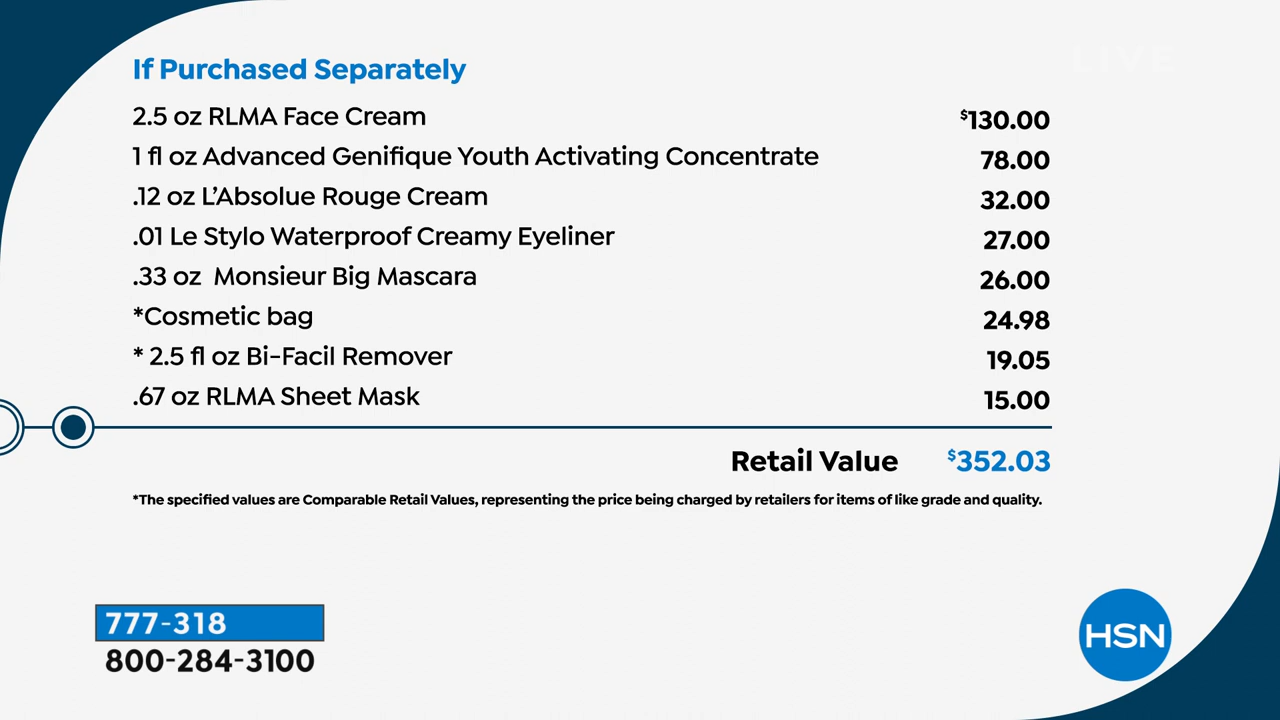 LIVE
If Purchased Separately
2.5 oz RLMA Face Cream $130.00
1 fl oz Advanced Genifique Youth Activating Concentrate 78.00
.12 oz L’Absolue Rouge Cream 32.00
.01 Le Stylo Waterproof Creamy Eyeliner 27.00
.33 oz  Monsieur Big Mascara 26.00
*Cosmetic bag 24.98
* 2.5 fl oz Bi-Facil Remover 19.05
.67 oz RLMA Sheet Mask 15.00
Retail Value $352.03
*The specified values are Comparable Retail Values, representing the price being charged by retailers for items of like grade and quality.
777-318
800-284-3100
HSN